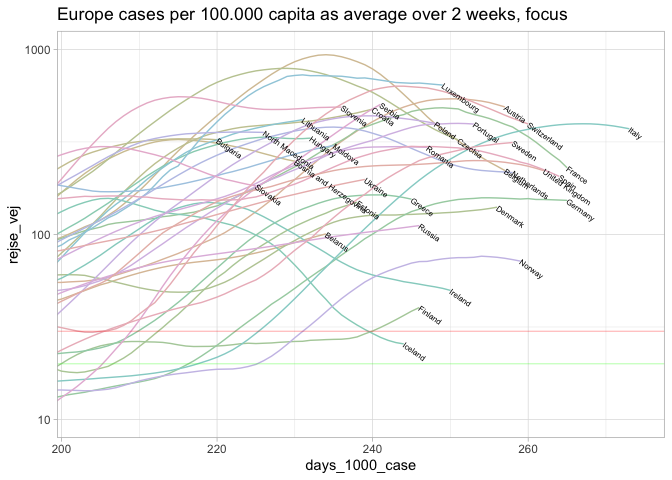 Europe cases per 100.000 capita as average over 2 weeks, focus
1000
100
10
rejse_vej
Luxembourg
Serbia
Slovenia
Croatia
Austria
Switzerland
Italy
Lithuania
Hungary
Poland
Czechia
Portugal
North Macedonia
Moldova
Bulgaria
Romania
Sweden
France
Bosnia and Herzegovina
Ukraine
Netherlands
United Kingdom
Spain
Slovakia
Estonia
Greece
Germany
Denmark
Belarus
Russia
Norway
Ireland
Finland
Iceland
200
220
240
260
days_1000_case